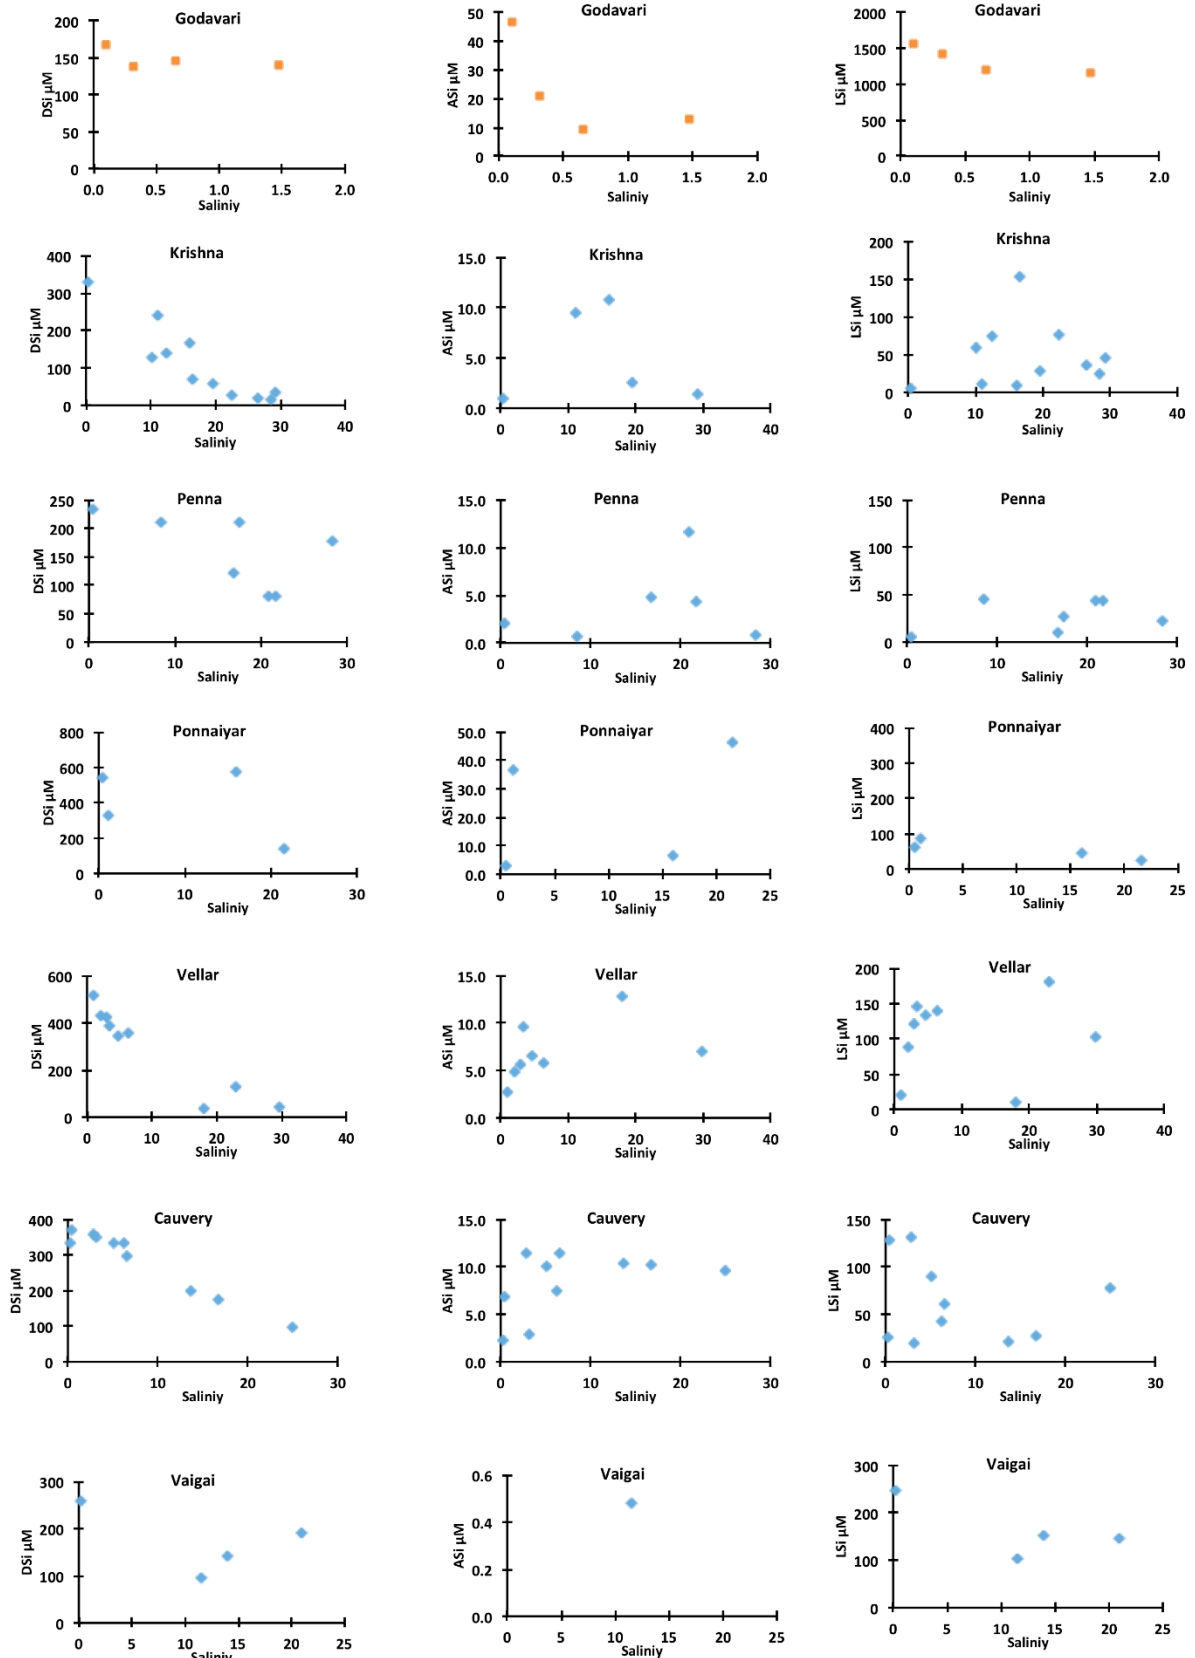 Godavari
DSi µM
200
150
100
50
0
0.0 0.5 1.0 1.5 2.0
Saliniy
Godavari
ASi µM
50
40
30
20
10
0
0.0 0.5 1.0 1.5 2.0
Saliniy
Godavari
LSi µM
2000
1500
1000
500
0
0.0 0.5 1.0 1.5 2.0
Saliniy
Krishna
DSi µM
400
300
200
100
0
0 10 20 30 40
Saliniy
Krishna
ASi µM
15.0
10.0
5.0
0.0
0 10 20 30 40
Saliniy
Krishna
LSi µM
200
150
100
50
0
0 10 20 30 40
Saliniy
Penna
DSi µM
250
200
150
100
50
0
0 10 20 30
Saliniy
Penna
ASi µM
15.0
10.0
5.0
0.0
0 10 20 30
Saliniy
Penna
LSi µM
150
100
50
0
0 10 20 30
Saliniy
Ponnaiyar
DSi µM
800
600
400
200
0
0 10 20 30
Saliniy
Ponnaiyar
ASi µM
50.0
40.0
30.0
20.0
10.0
0.0
0 5 10 15 20 25
Saliniy
Ponnaiyar
LSi µM
400
300
200
100
0
0 5 10 15 20 25
Saliniy
Vellar
DSi µM
600
400
200
0
0 10 20 30 40
Saliniy
Vellar
ASi µM
15.0
10.0
5.0
0.0
0 10 20 30 40
Saliniy
Vellar
LSi µM
200
150
100
50
0
0 10 20 30 40
Saliniy
Cauvery
DSi µM
400
300
200
100
0
0 10 20 30
Saliniy
Cauvery
ASi µM
15.0
10.0
5.0
0.0
0 10 20 30
Saliniy
Cauvery
LSi µM
150
100
50
0
0 10 20 30
Saliniy
Vaigai
DSi µM
300
200
100
0
0 5 10 15 20 25
Saliniy
Vaigai
ASi µM
0.6
0.4
0.2
0.0
0 5 10 15 20 25
Saliniy
Vaigai
LSi µM
300
200
100
0
0 5 10 15 20 25
Saliniy